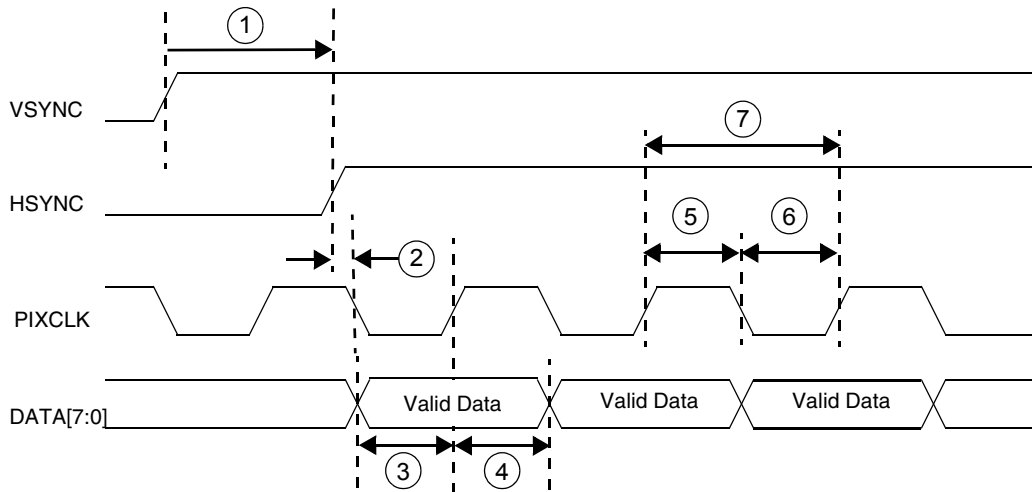 1
VSYNC
7
HSYNC
5
6
2
PIXCLK
DATA[7:0]
Valid Data
Valid Data
Valid Data
3
4